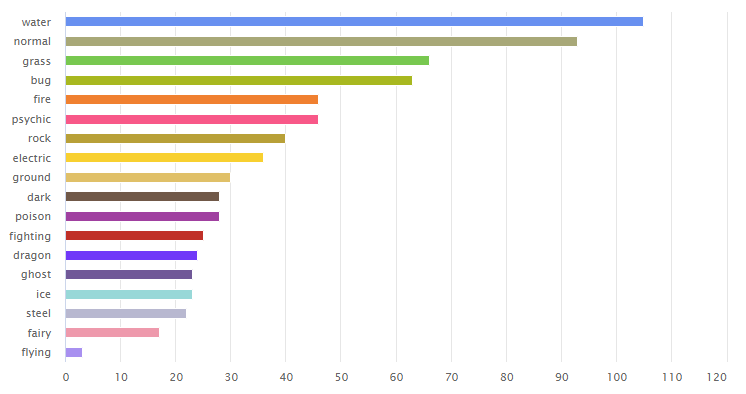 water
normal
grass
bug
fire
psychic
rock
electric
ground
dark
poison
fighting
dragon
ghost
ice
steel
fairy
flying
0 10 20 30 40 50 60 70 80 90 100 110 120